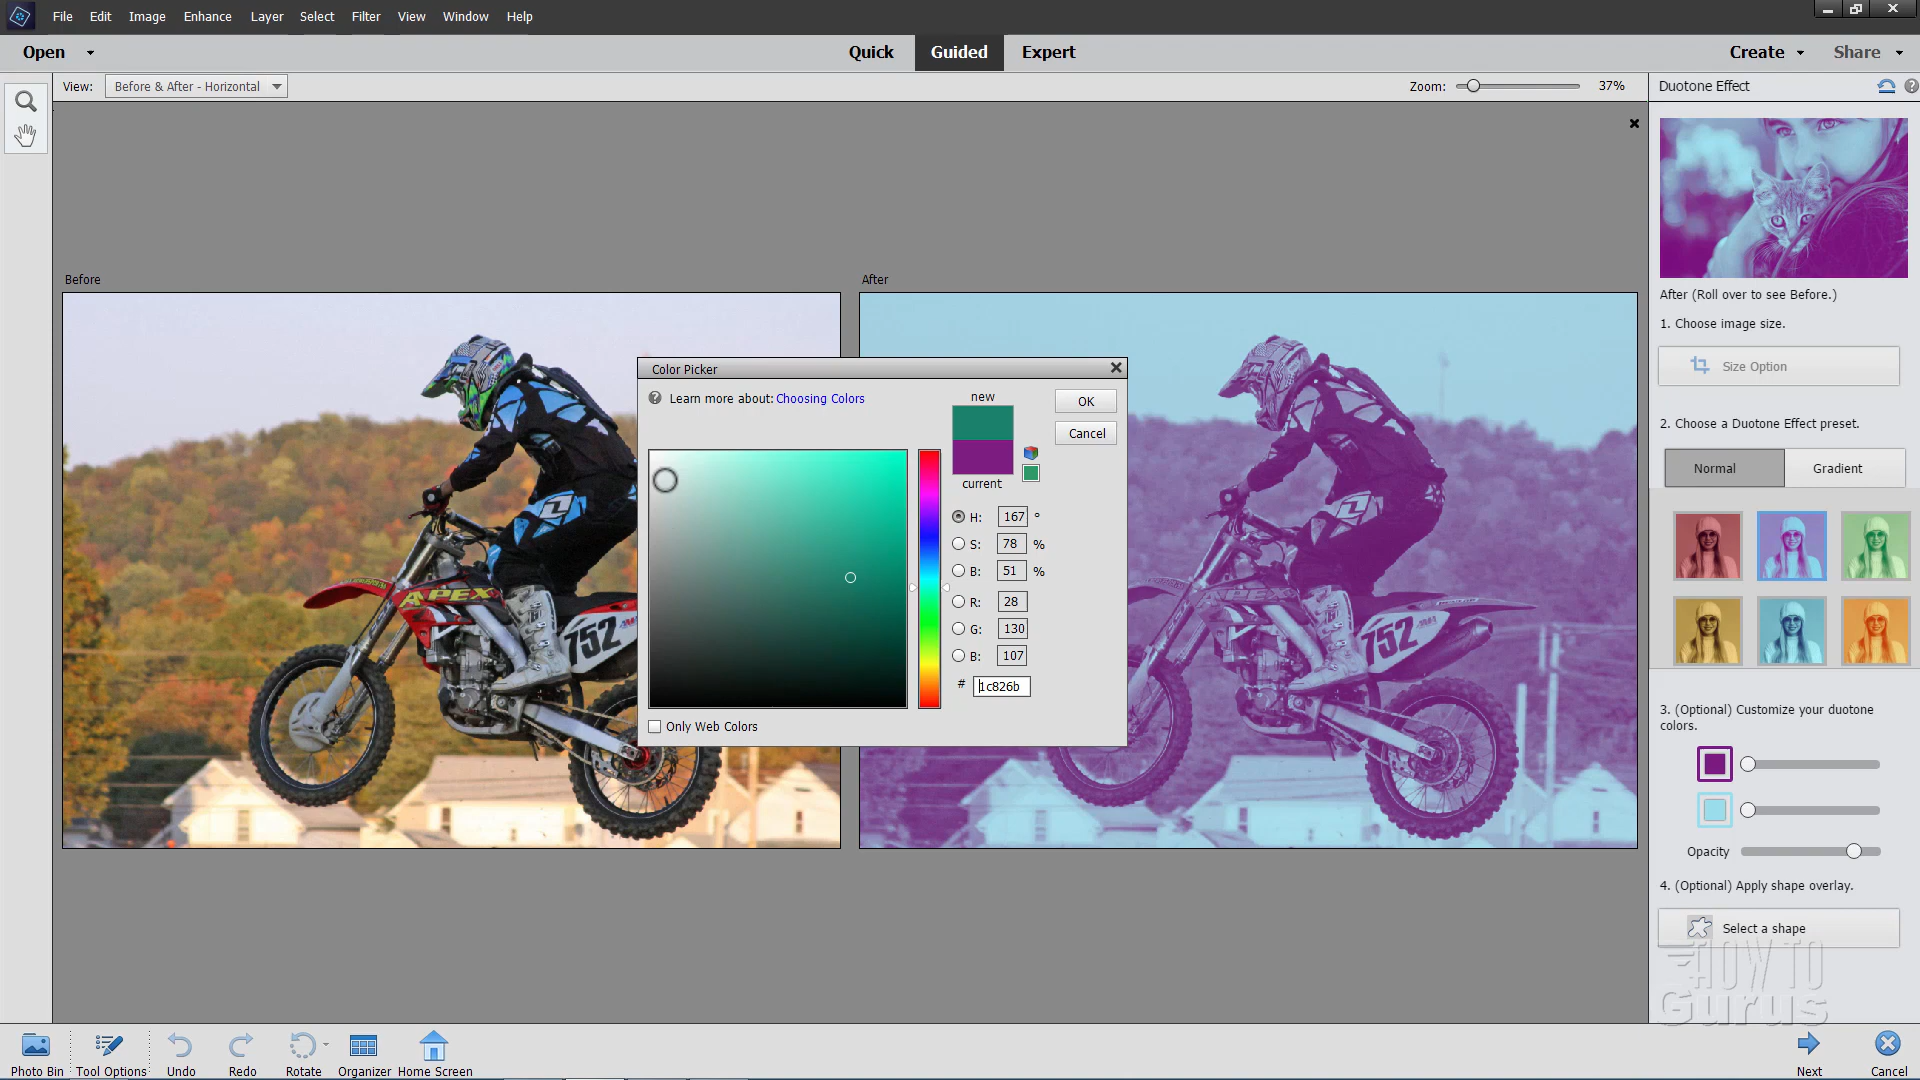 File Edit Image Enhance Layer Select Filter View Window Help
Open Quick Guided Expert Create Share
View: Before & After - Horizontal Zoom: 37% Duotone Effect
Before After
After (Roll over to see Before.)
1. Choose image size.
Size Option
2. Choose a Duotone Effect preset.
Normal Gradient
3. (Optional) Customize your duotone
colors.
Opacity
4. (Optional) Apply shape overlay.
Select a shape
Color Picker
Learn more about: Choosing Colors
new
OK
Cancel
current
H: 167 °
S: 78 %
B: 51 %
R: 28
G: 130
B: 107
# 1c826b
Only Web Colors
APEX
752
752
HOW TO
Gurus
Photo Bin Tool Options Undo Redo Rotate Organizer Home Screen Next Cancel